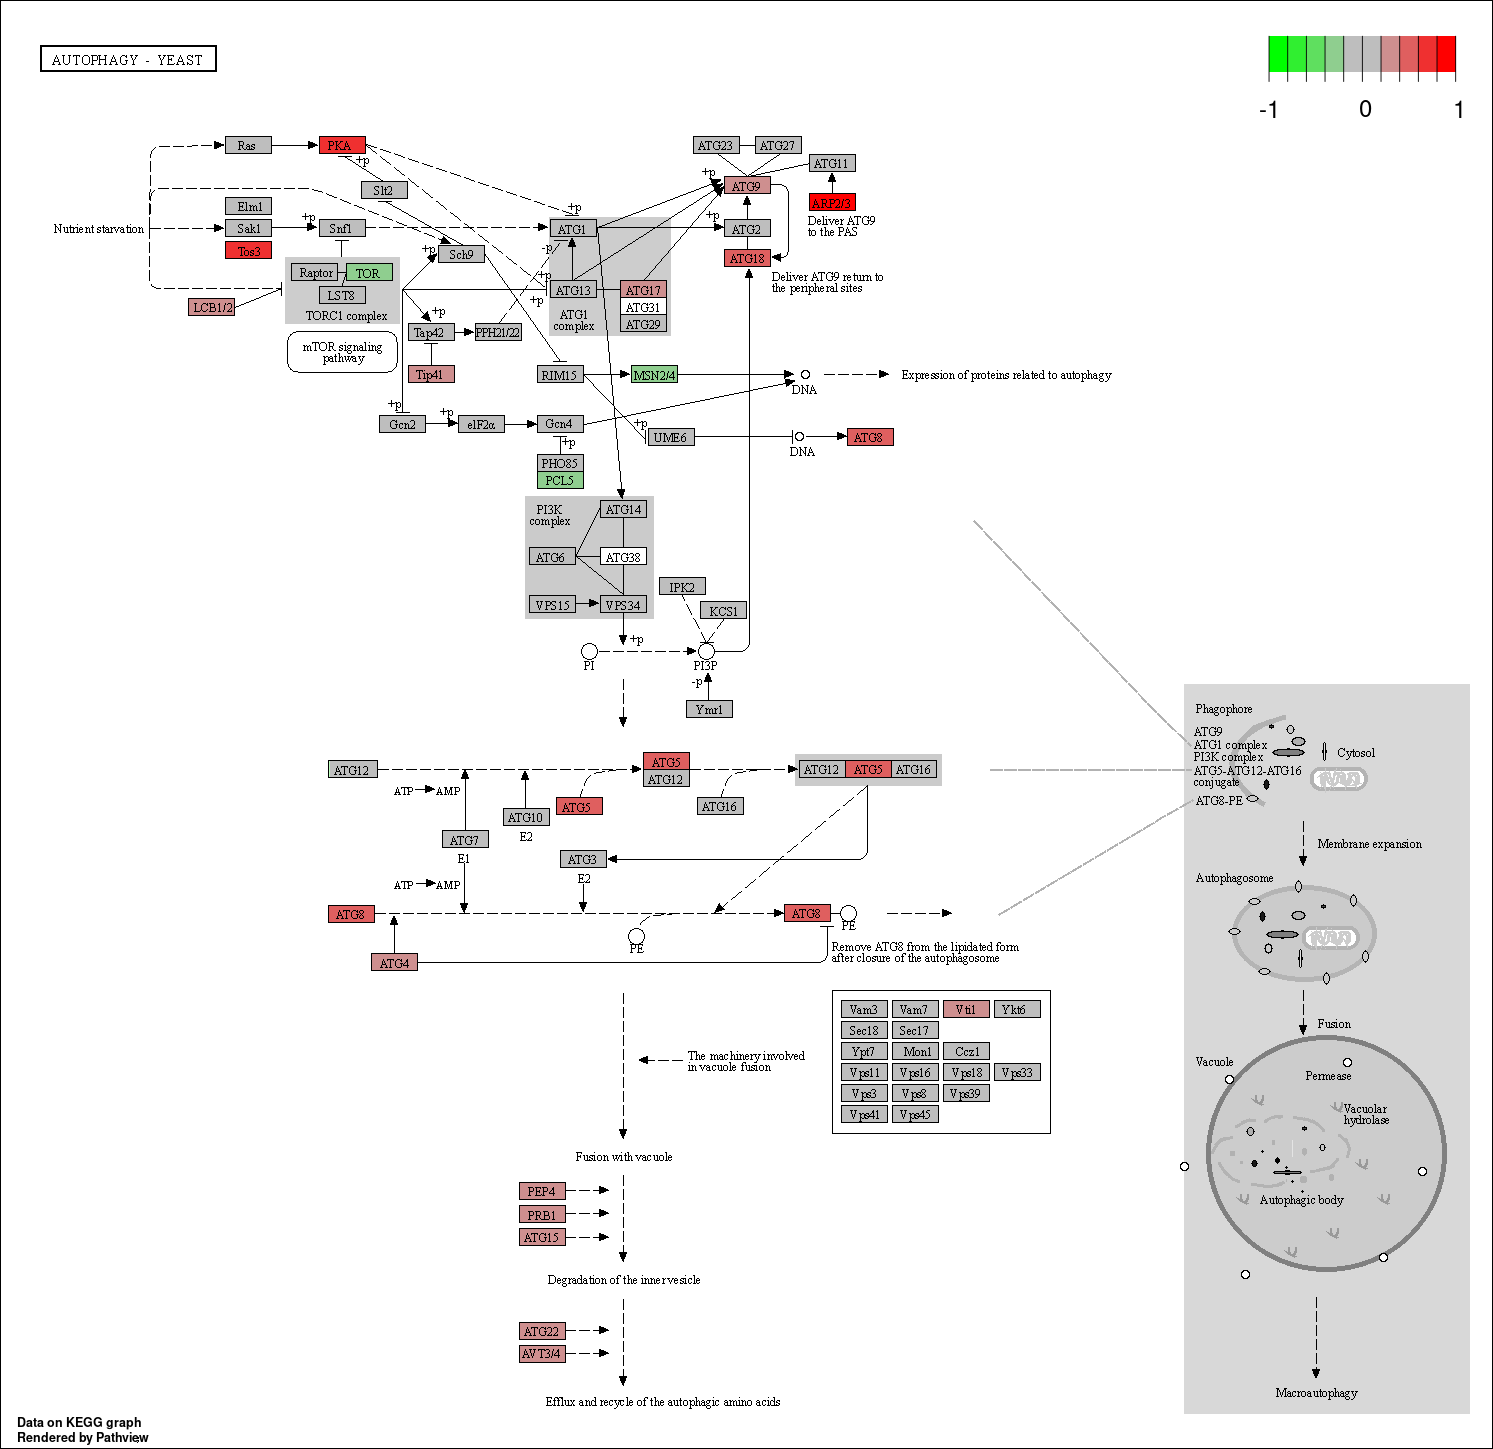 AUTOPHAGY - YEAST
-1 0 1
Ras
PKA
+p
Slt2
Elm1
Nutrient starvation
Sak1
+p
Snf1
Tos3
Raptor
TOR
LST8
TORC1 complex
LCB1/2
mTOR signaling
pathway
+p
Sch9
+p
Tap42
PPH21/22
Tip41
+p
ATG1
-p
+p
+p
ATG13
ATG17
ATG31
ATG29
ATG1
complex
ATG23
ATG27
ATG11
+p
ATG9
ARP2/3
Deliver ATG9
to the PAS
+p
ATG2
ATG18
Deliver ATG9 return to
the peripheral sites
RIM15
MSN2/4
DNA
Expression of proteins related to autophagy
+p
Gcn2
+p
eIF2α
Gcn4
+p
PHO85
PCL5
+p
UME6
DNA
ATG8
PI3K
complex
ATG14
ATG6
ATG38
VPS15
VPS34
+p
IPK2
KCS1
PI
PI3P
-p
Ymr1
ATG12
ATP
AMP
ATG7
E1
ATG10
E2
ATG5
ATG12
ATG5
ATG16
ATG12
ATG5
ATG16
ATG3
E2
ATP
AMP
ATG8
ATG4
PE
ATG8
PE
Remove ATG8 from the lipidated form
after closure of the autophagosome
The machinery involved
in vacuole fusion
Vam3 Vam7 Vti1 Ykt6
Sec18 Sec17
Ypt7 Mon1 Ccz1
Vps11 Vps16 Vps18 Vps33
Vps3 Vps8 Vps39
Vps41 Vps45
Fusion with vacuole
PEP4
PRB1
ATG15
Degradation of the inner vesicle
ATG22
AVT3/4
Efflux and recycle of the autophagic amino acids
Phagophore
ATG9
ATG1 complex
PI3K complex
ATG5-ATG12-ATG16
conjugate
ATG8-PE
Cytosol
Membrane expansion
Autophagosome
Fusion
Vacuole
Permease
Vacuolar
hydrolase
Autophagic body
Macroautophagy
Data on KEGG graph
Rendered by Pathview